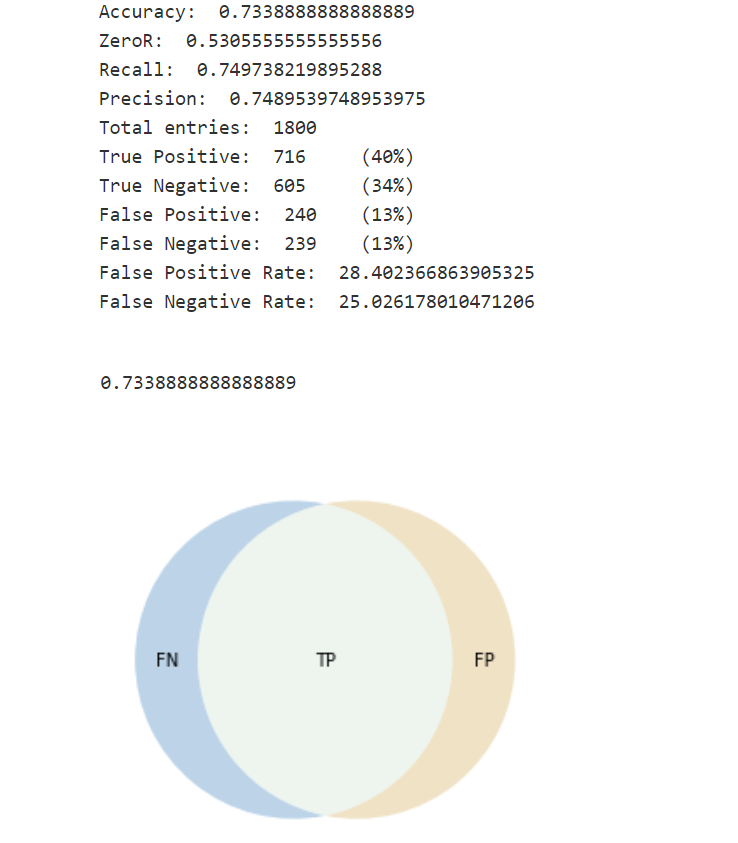 Accuracy:  0.7338888888888889
ZeroR:  0.5305555555555556
Recall:  0.749738219895288
Precision:  0.7489539748953975
Total entries:  1800
True Positive:  716     (40%)
True Negative:  605     (34%)
False Positive:  240    (13%)
False Negative:  239    (13%)
False Positive Rate:  28.402366863905325
False Negative Rate:  25.026178010471206
0.7338888888888889
FN TP FP